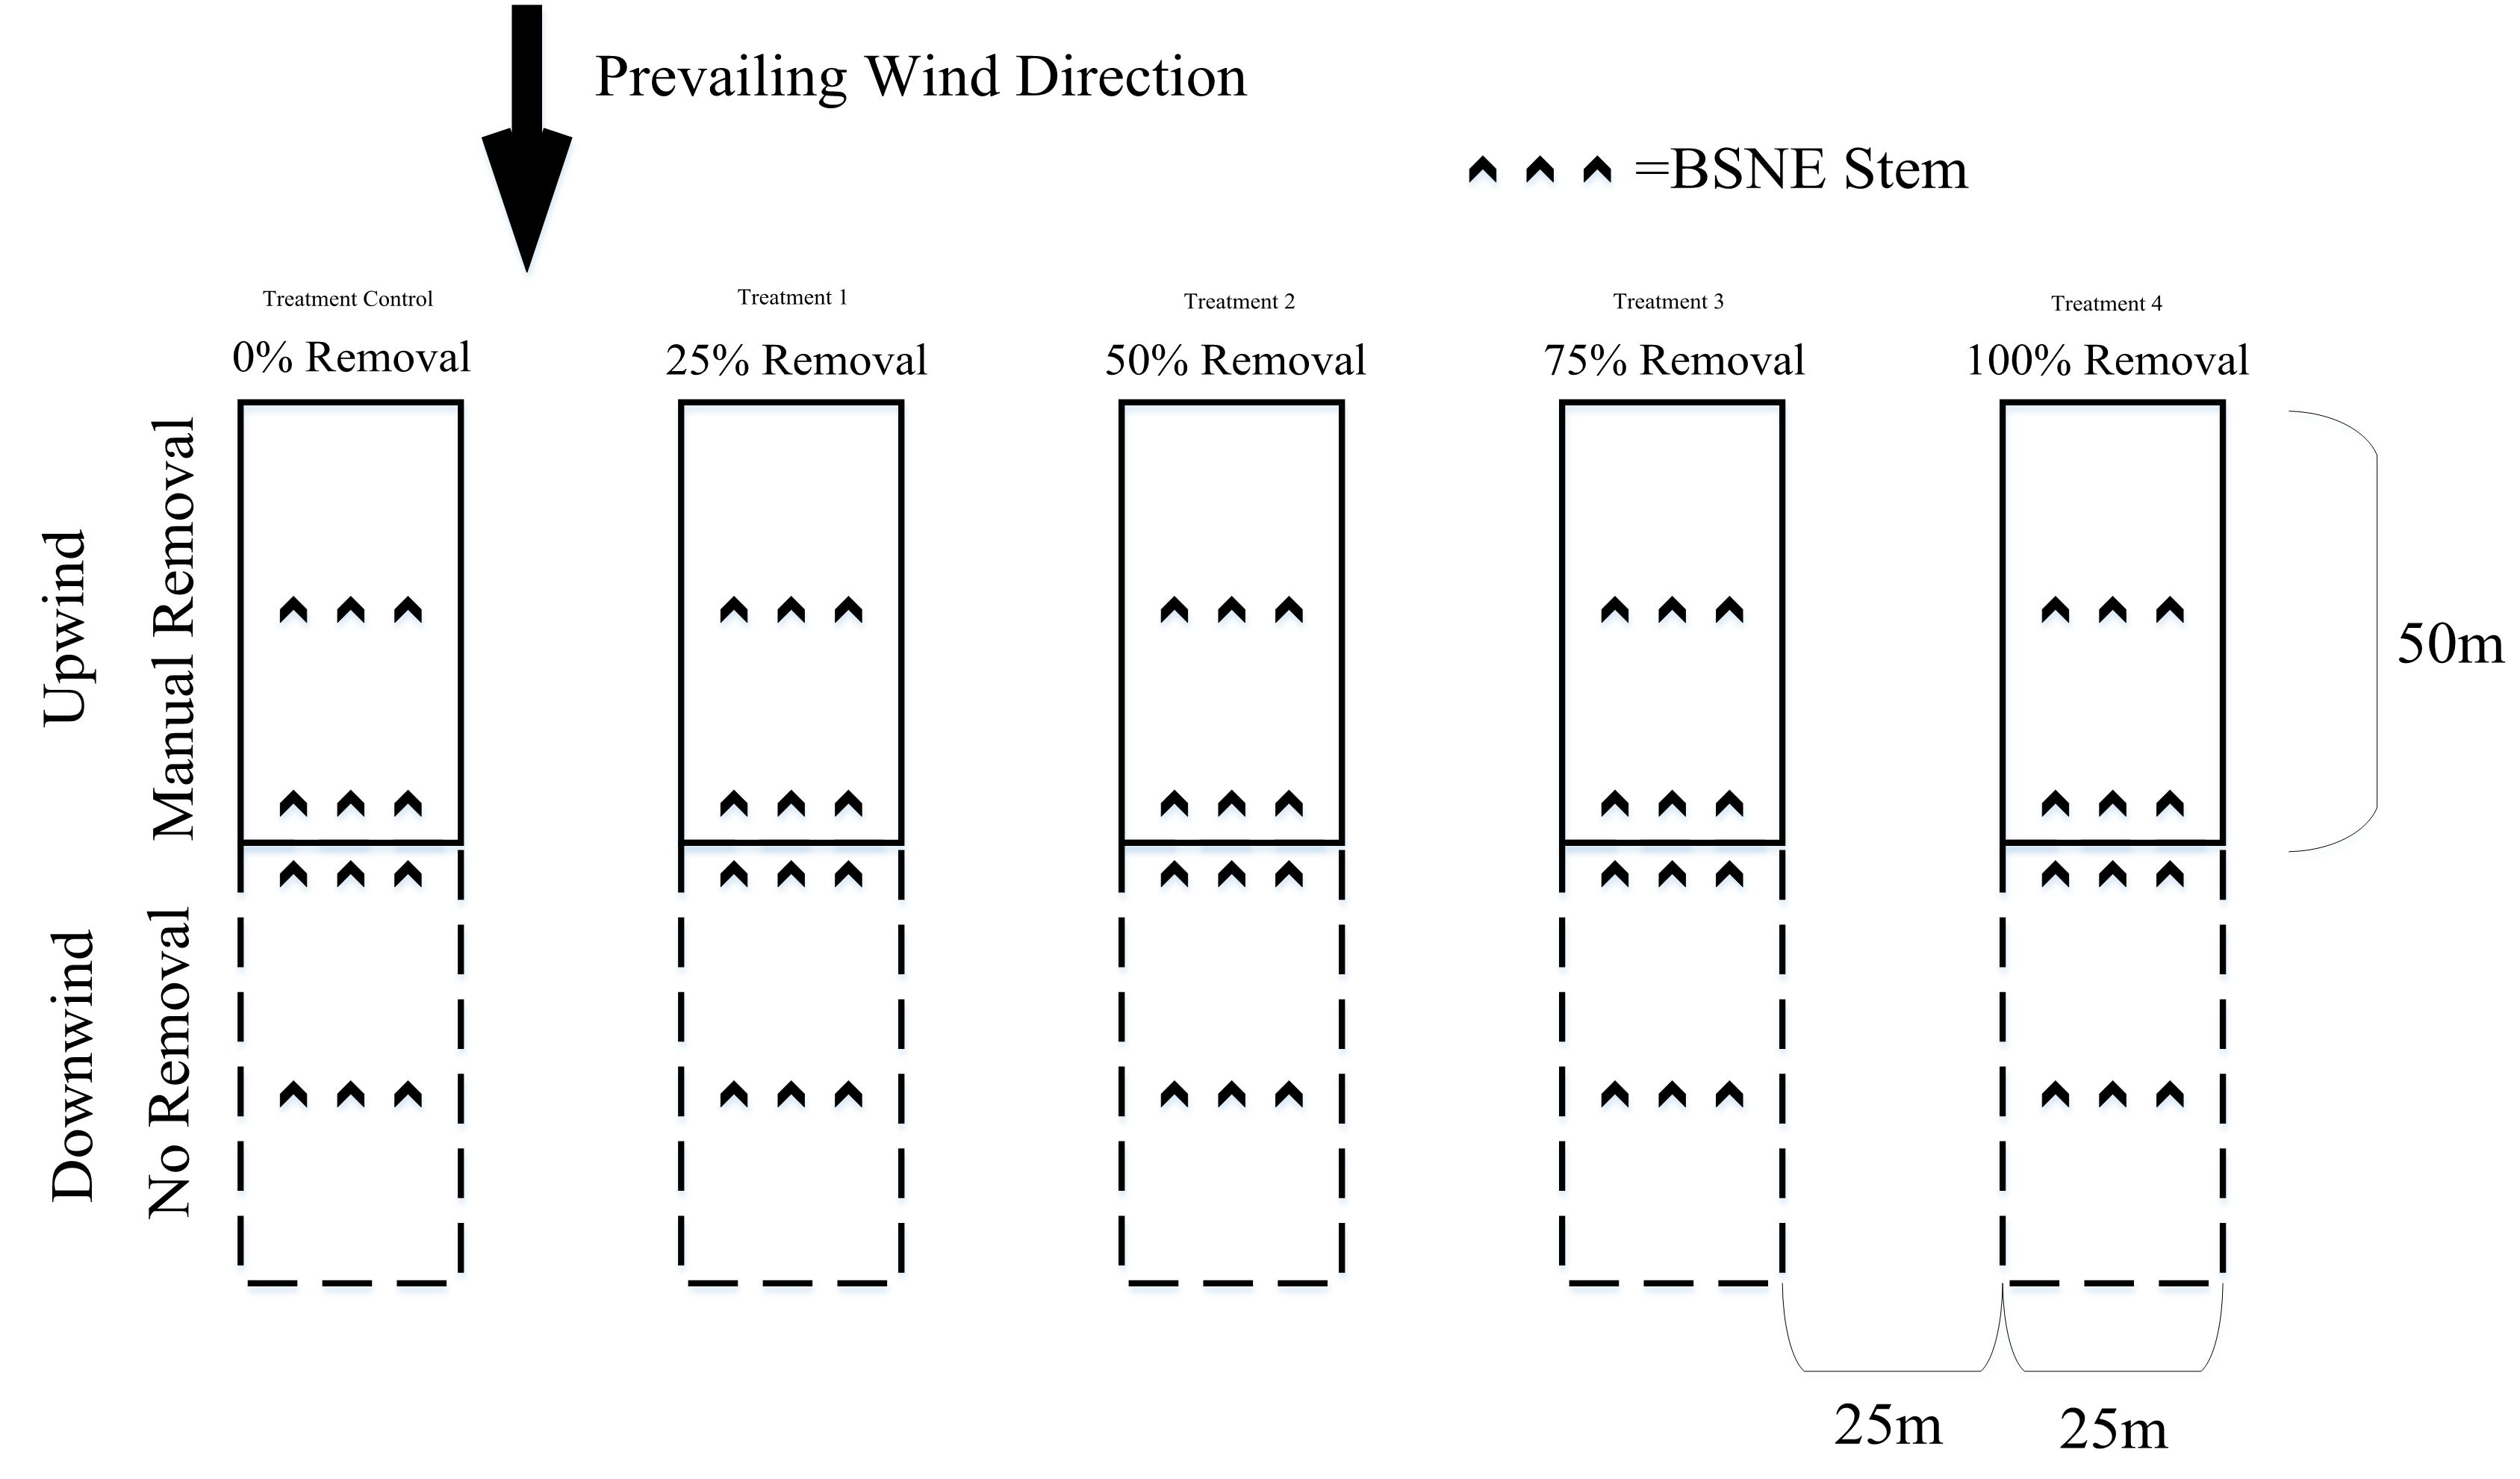 Prevailing Wind Direction
=BSNE Stem
Treatment Control
Treatment 1
Treatment 2
Treatment 3
Treatment 4
0% Removal
25% Removal
50% Removal
75% Removal
100% Removal
Upwind
Manual Removal
50m
Downwind
No Removal
25m
25m